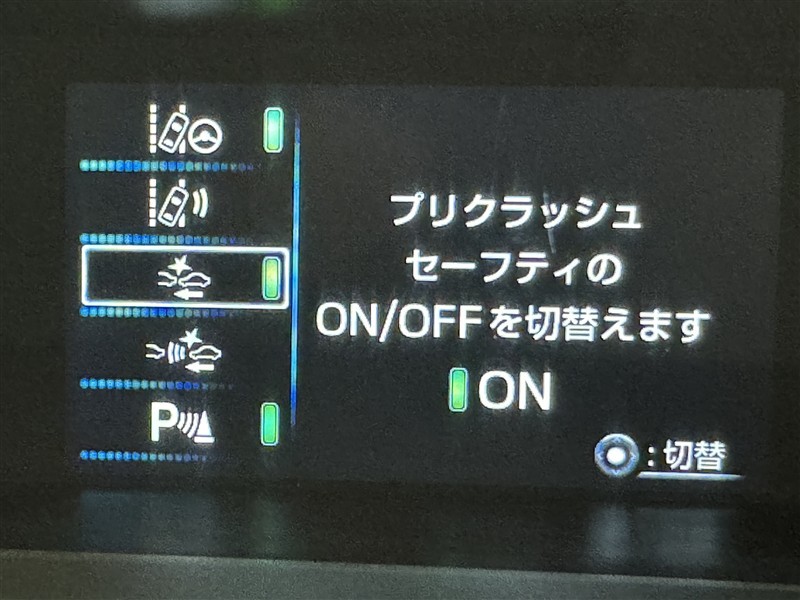 プリクラッシュ
セーフティの
ON/OFFを切替えます
ON
P
:切替